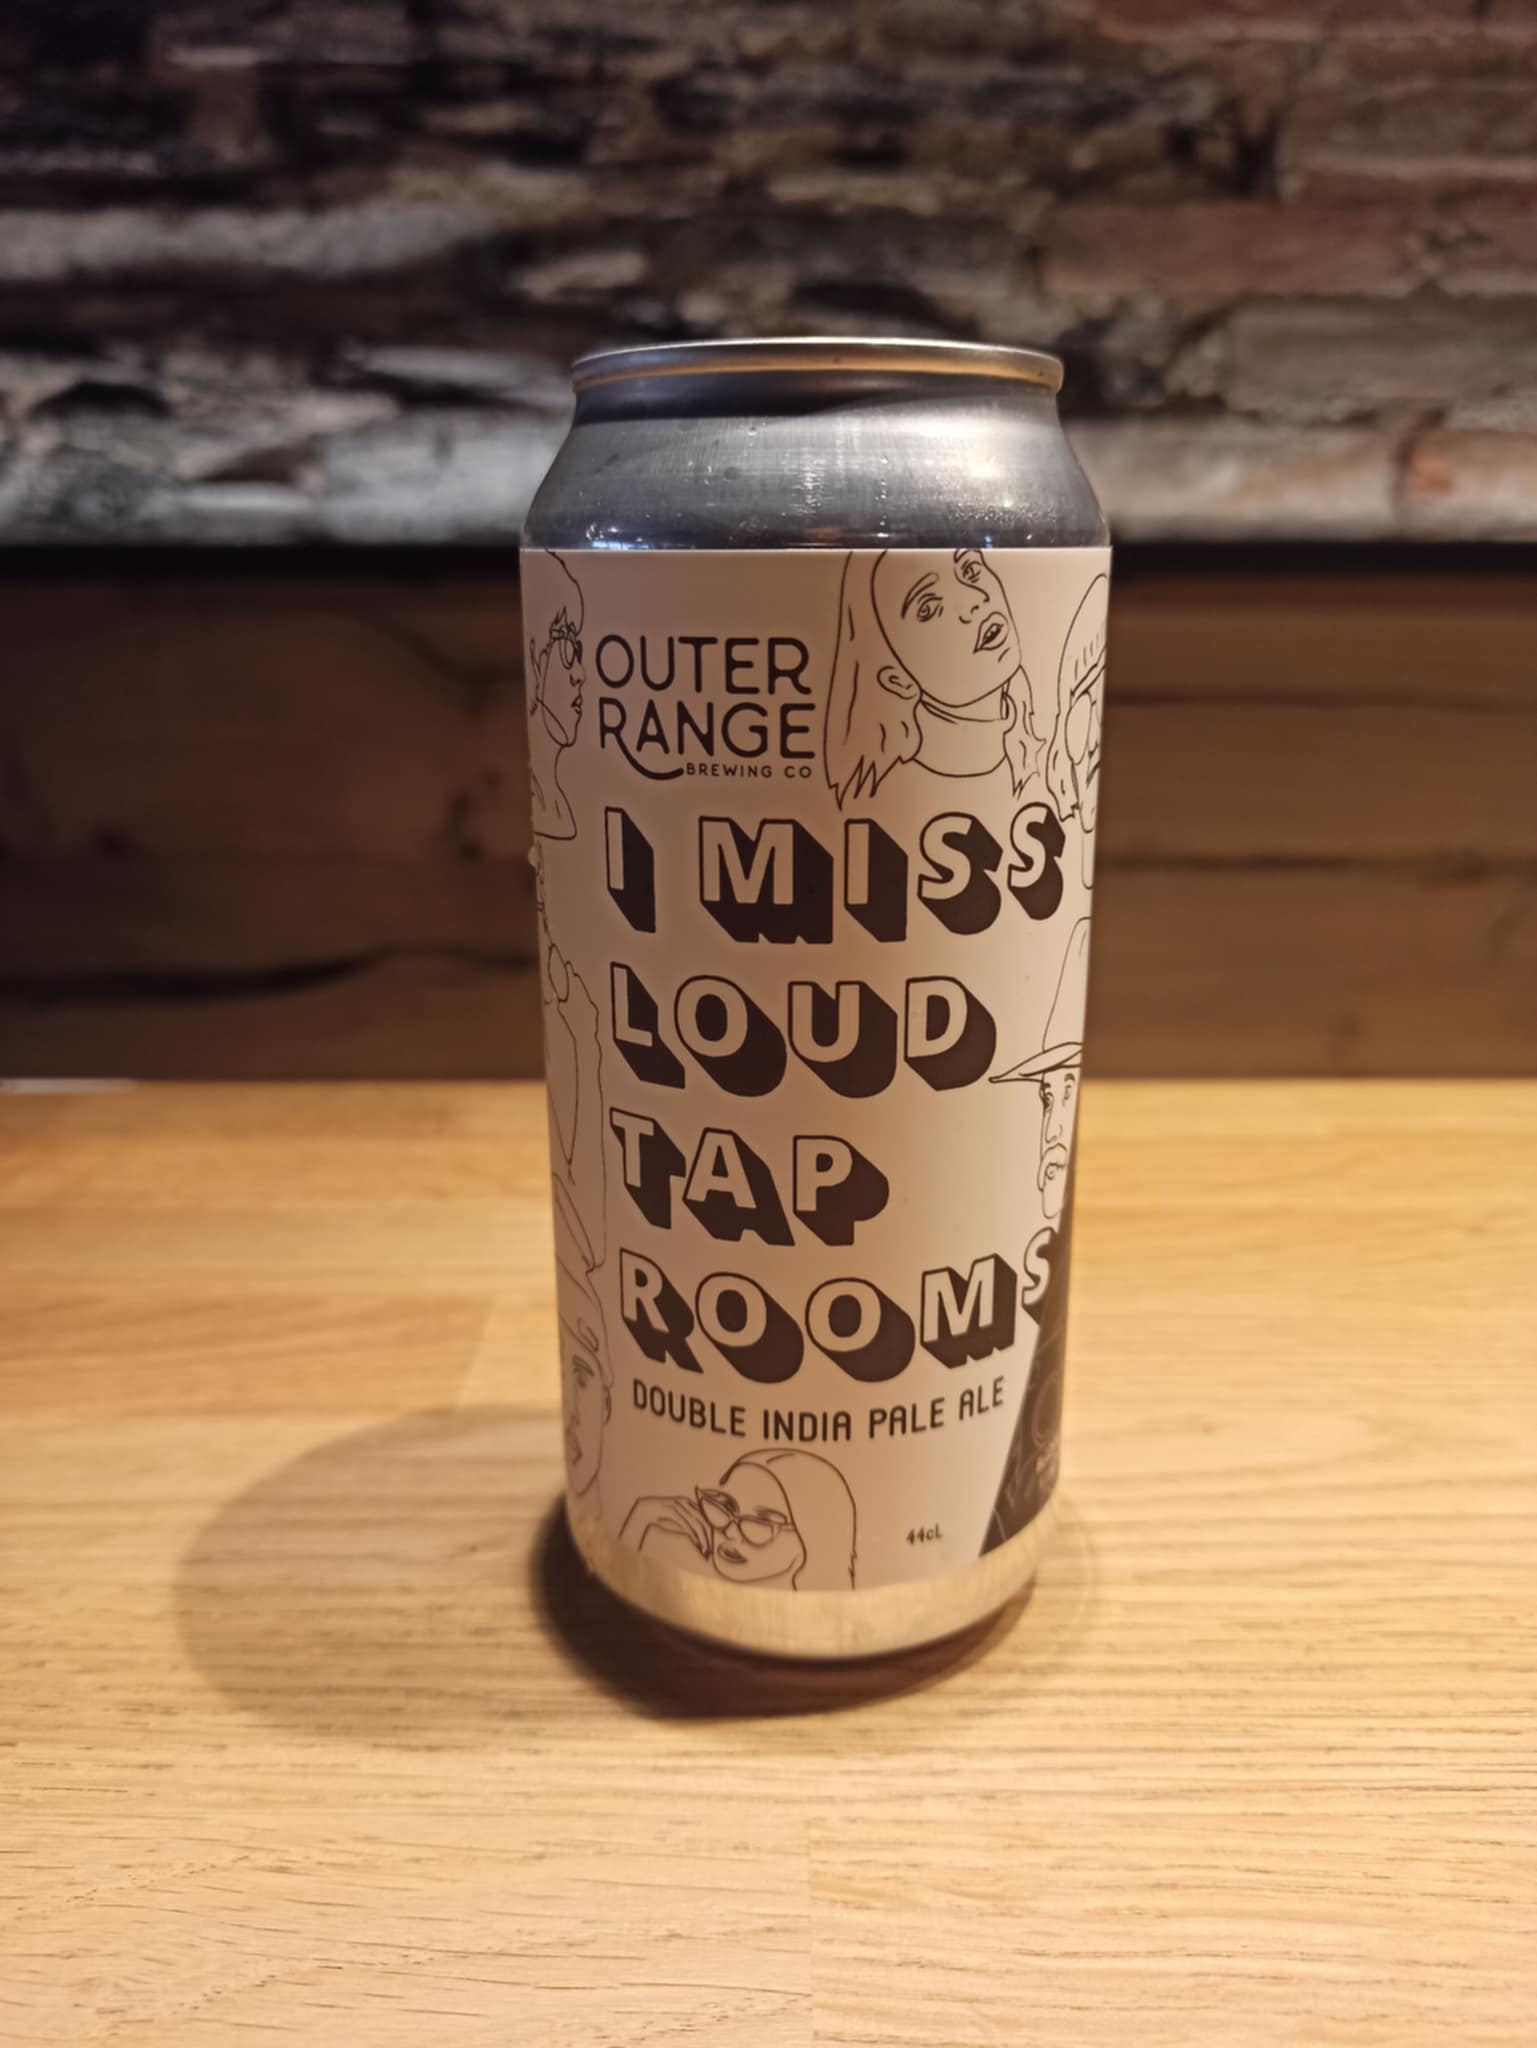 OUTER
RANGE
BREWING CO
I MISS
LOUD
TAP
ROOMS
DOUBLE INDIA PALE ALE
44cL